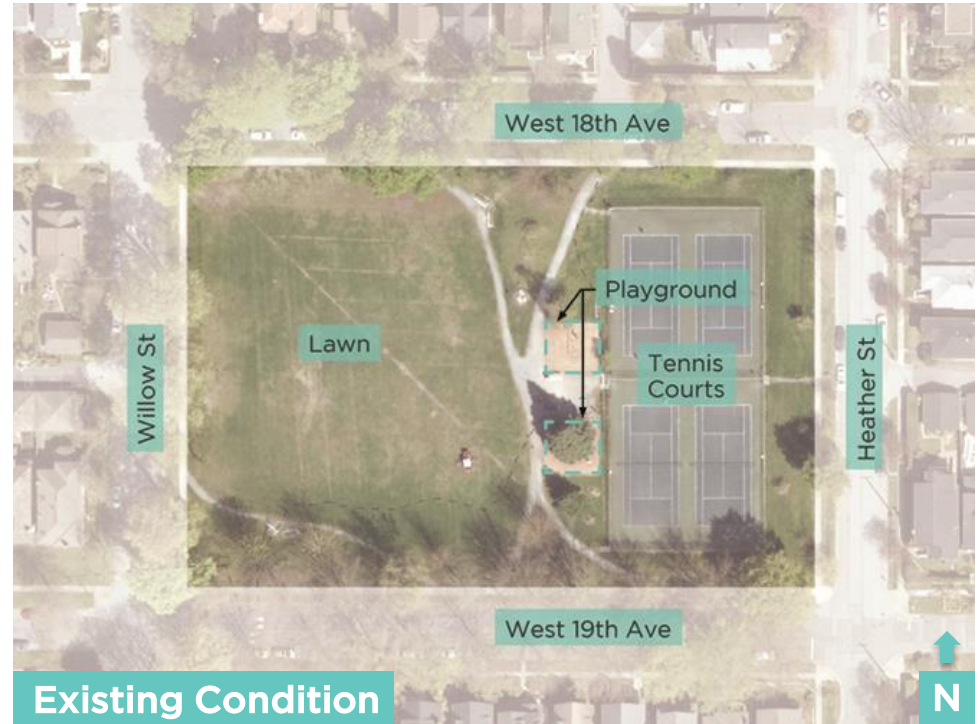 West 18th Ave
Playground
Lawn
Tennis
Courts
Willow St
Heather St
West 19th Ave
Existing Condition
N